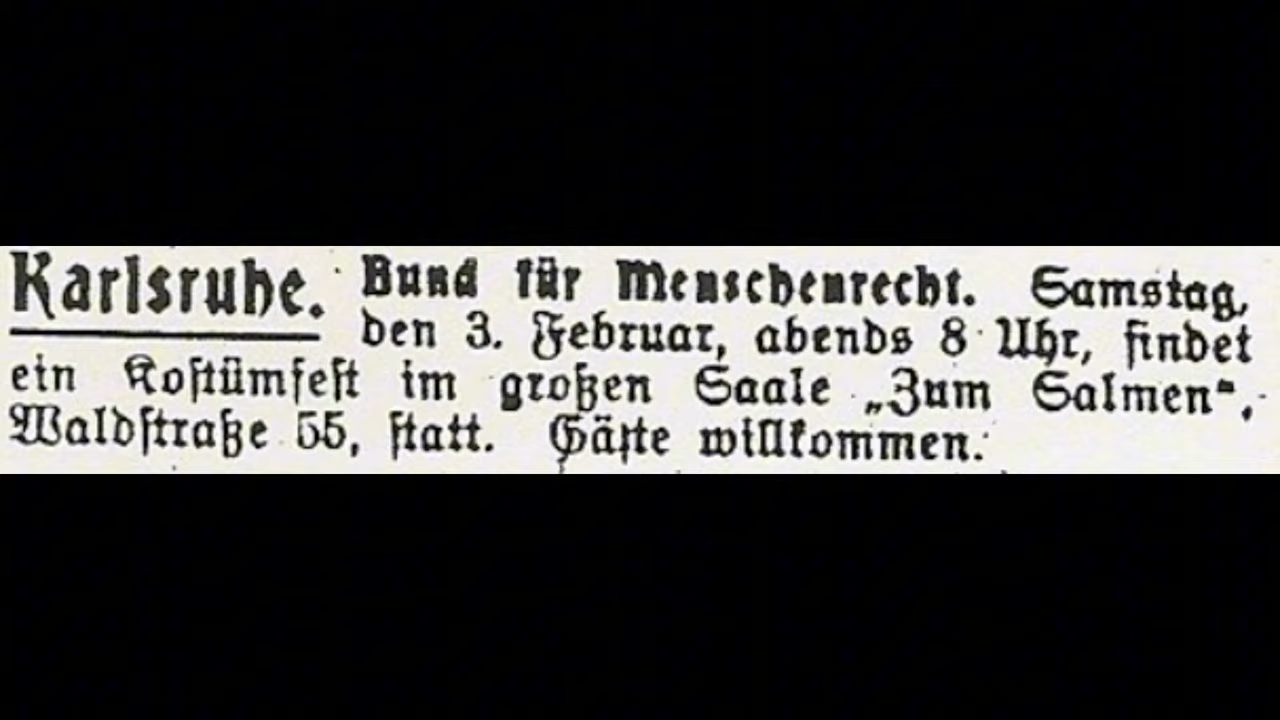 Karlsruhe. Bund für Menschenrecht. Samstag,
den 3. Februar, abends 8 Uhr, findet
ein Kostümfest im großen Saale „Zum Salmen“,
Waldstraße 55, statt. Gäste willkommen.